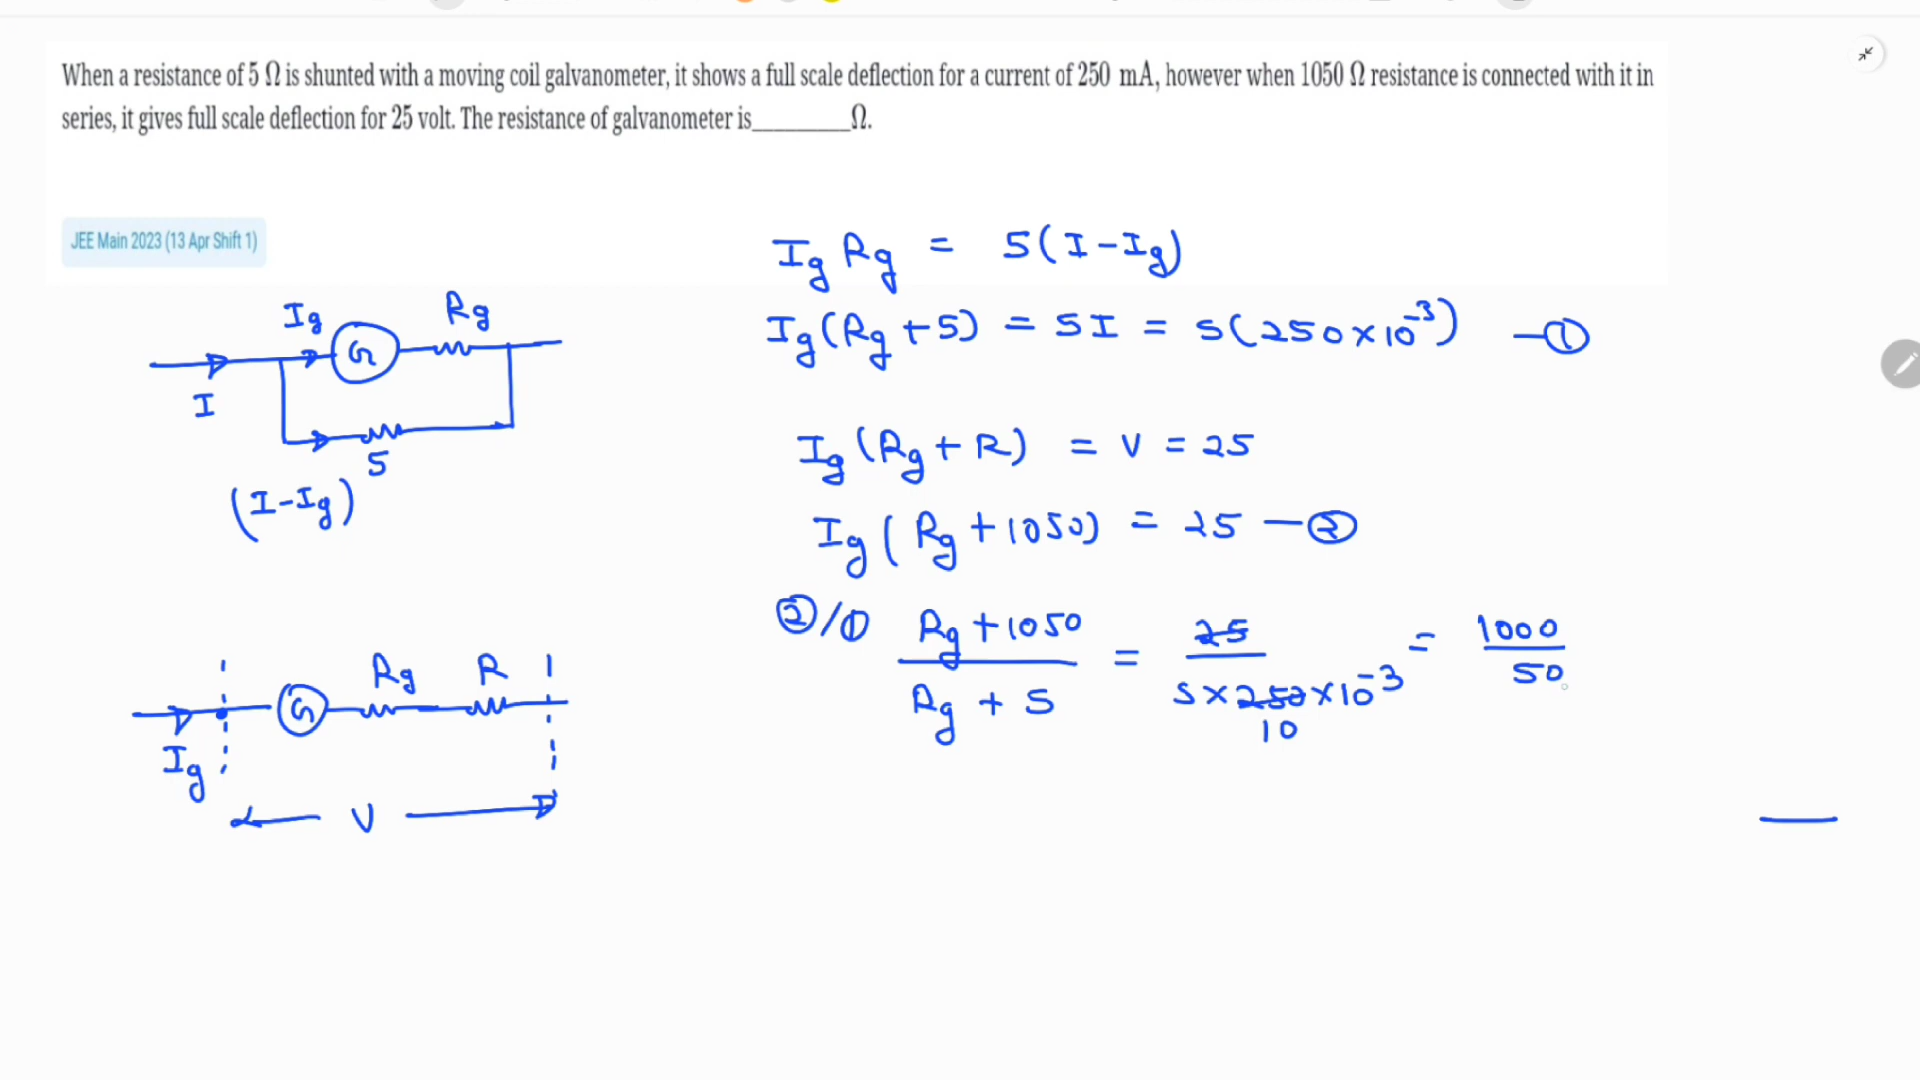 When a resistance of 5 Ω is shunted with a moving coil galvanometer, it shows a full scale deflection for a current of 250 mA, however when 1050 Ω resistance is connected with it in
series, it gives full scale deflection for 25 volt. The resistance of galvanometer is_________Ω.
JEE Main 2023 (13 Apr Shift 1)
Ig Rg = 5(I-Ig)
Ig(Rg+5) = 5I = 5(250×10⁻³) —①
Ig(Rg+R) = V = 25
Ig(Rg+1050) = 25 —②
②/① (Rg+1050)/(Rg+5) = 25/(5×250×10⁻³) = 1000/50
10
Ig Rg
G
I
5
(I-Ig)
Rg R
G
Ig
V